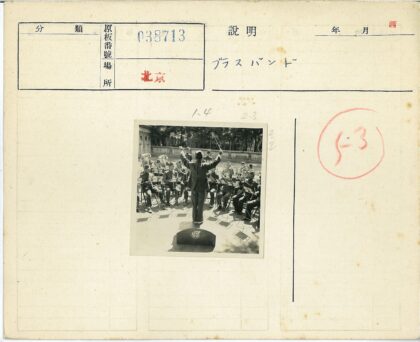 分類
原板番號
038713
場所
北京
説明
年 月
ブラスバンド
1-4
2-3
5-3